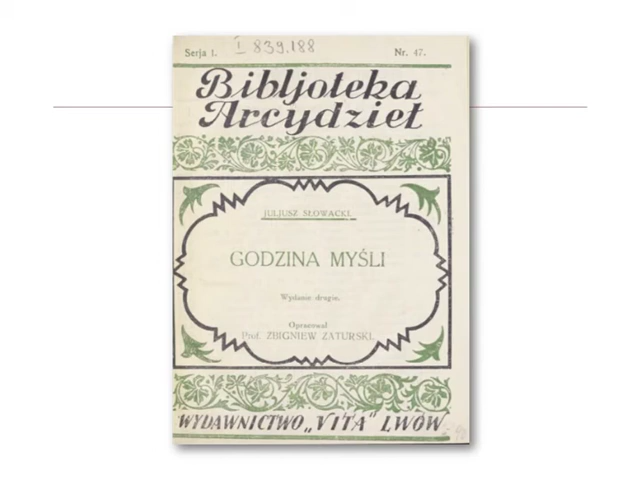 Serja 1. I 839.188 Nr. 47.
Bibljoteka
Arcydzieł
JULJUSZ SŁOWACKI.
GODZINA MYŚLI
Wydanie drugie.
Opracował
Prof. ZBIGNIEW ZATURSKI.
WYDAWNICTWO „VITA" LWÓW